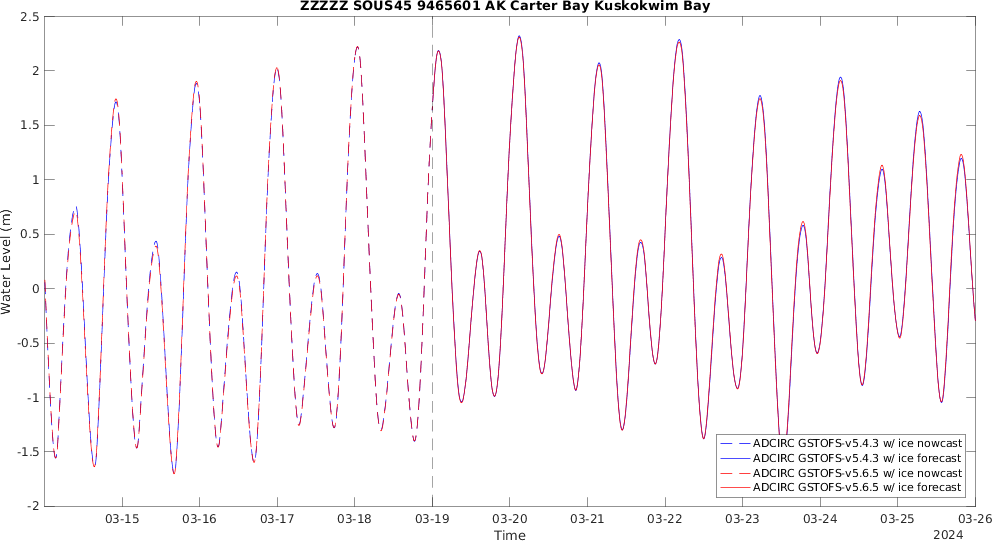 ZZZZZ SOUS45 9465601 AK Carter Bay Kuskokwim Bay
2.5
2
1.5
1
0.5
0
-0.5
-1
-1.5
-2
Water Level (m)
ADCIRC GSTOFS-v5.4.3 w/ ice nowcast
ADCIRC GSTOFS-v5.4.3 w/ ice forecast
ADCIRC GSTOFS-v5.6.5 w/ ice nowcast
ADCIRC GSTOFS-v5.6.5 w/ ice forecast
03-15 03-16 03-17 03-18 03-19 03-20 03-21 03-22 03-23 03-24 03-25 03-26
Time
2024